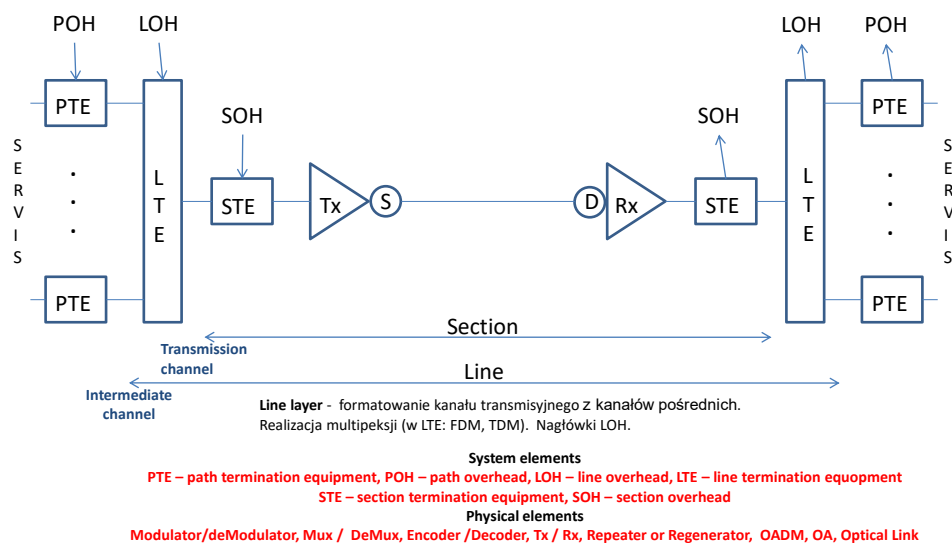 POH LOH LOH POH
PTE PTE
SOH SOH
S
E
R
V
I
S
L
T
E
STE Tx S D Rx STE
L
T
E
S
E
R
V
I
S
PTE PTE
Section
Transmission
channel
Line
Intermediate
channel
Line layer - formatowanie kanału transmisyjnego z kanałów pośrednich.
Realizacja multipeksji (w LTE: FDM, TDM). Nagłówki LOH.
System elements
PTE – path termination equipment, POH – path overhead, LOH – line overhead, LTE – line termination equopment
STE – section termination equipment, SOH – section overhead
Physical elements
Modulator/deModulator, Mux / DeMux, Encoder /Decoder, Tx / Rx, Repeater or Regenerator, OADM, OA, Optical Link